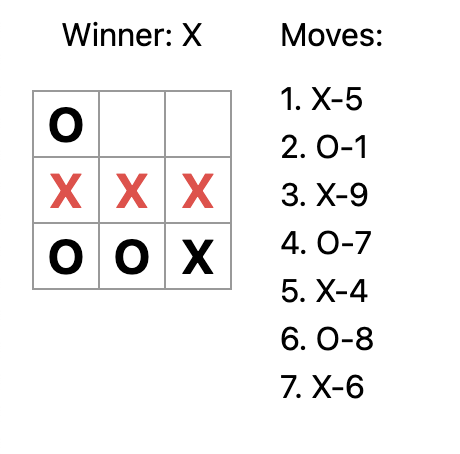 Winner: X
O
X X X
O O X
Moves:
1. X-5
2. O-1
3. X-9
4. O-7
5. X-4
6. O-8
7. X-6